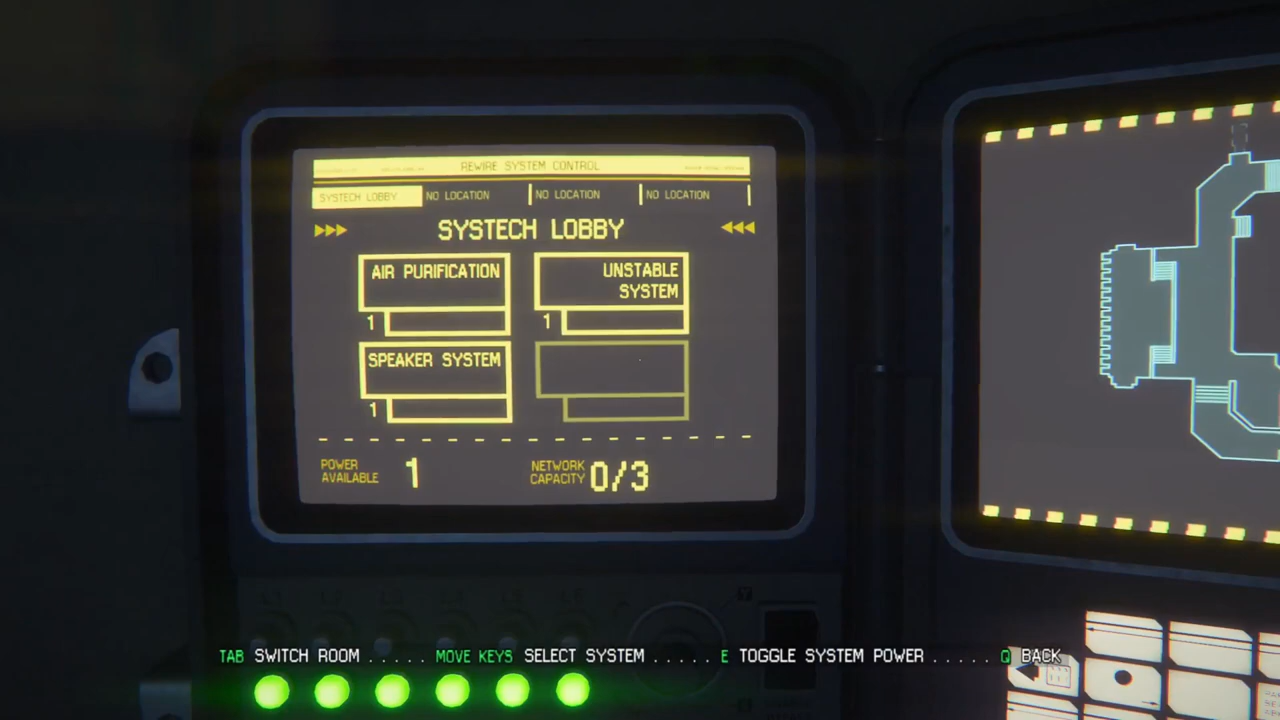 REWIRE SYSTEM CONTROL
SYSTECH LOBBY NO LOCATION NO LOCATION NO LOCATION
SYSTECH LOBBY
AIR PURIFICATION
1
UNSTABLE
SYSTEM
1
SPEAKER SYSTEM
1
POWER
AVAILABLE
1
NETWORK
CAPACITY
0/3
TAB SWITCH ROOM ..... MOVE KEYS SELECT SYSTEM ..... E TOGGLE SYSTEM POWER ..... Q BACK